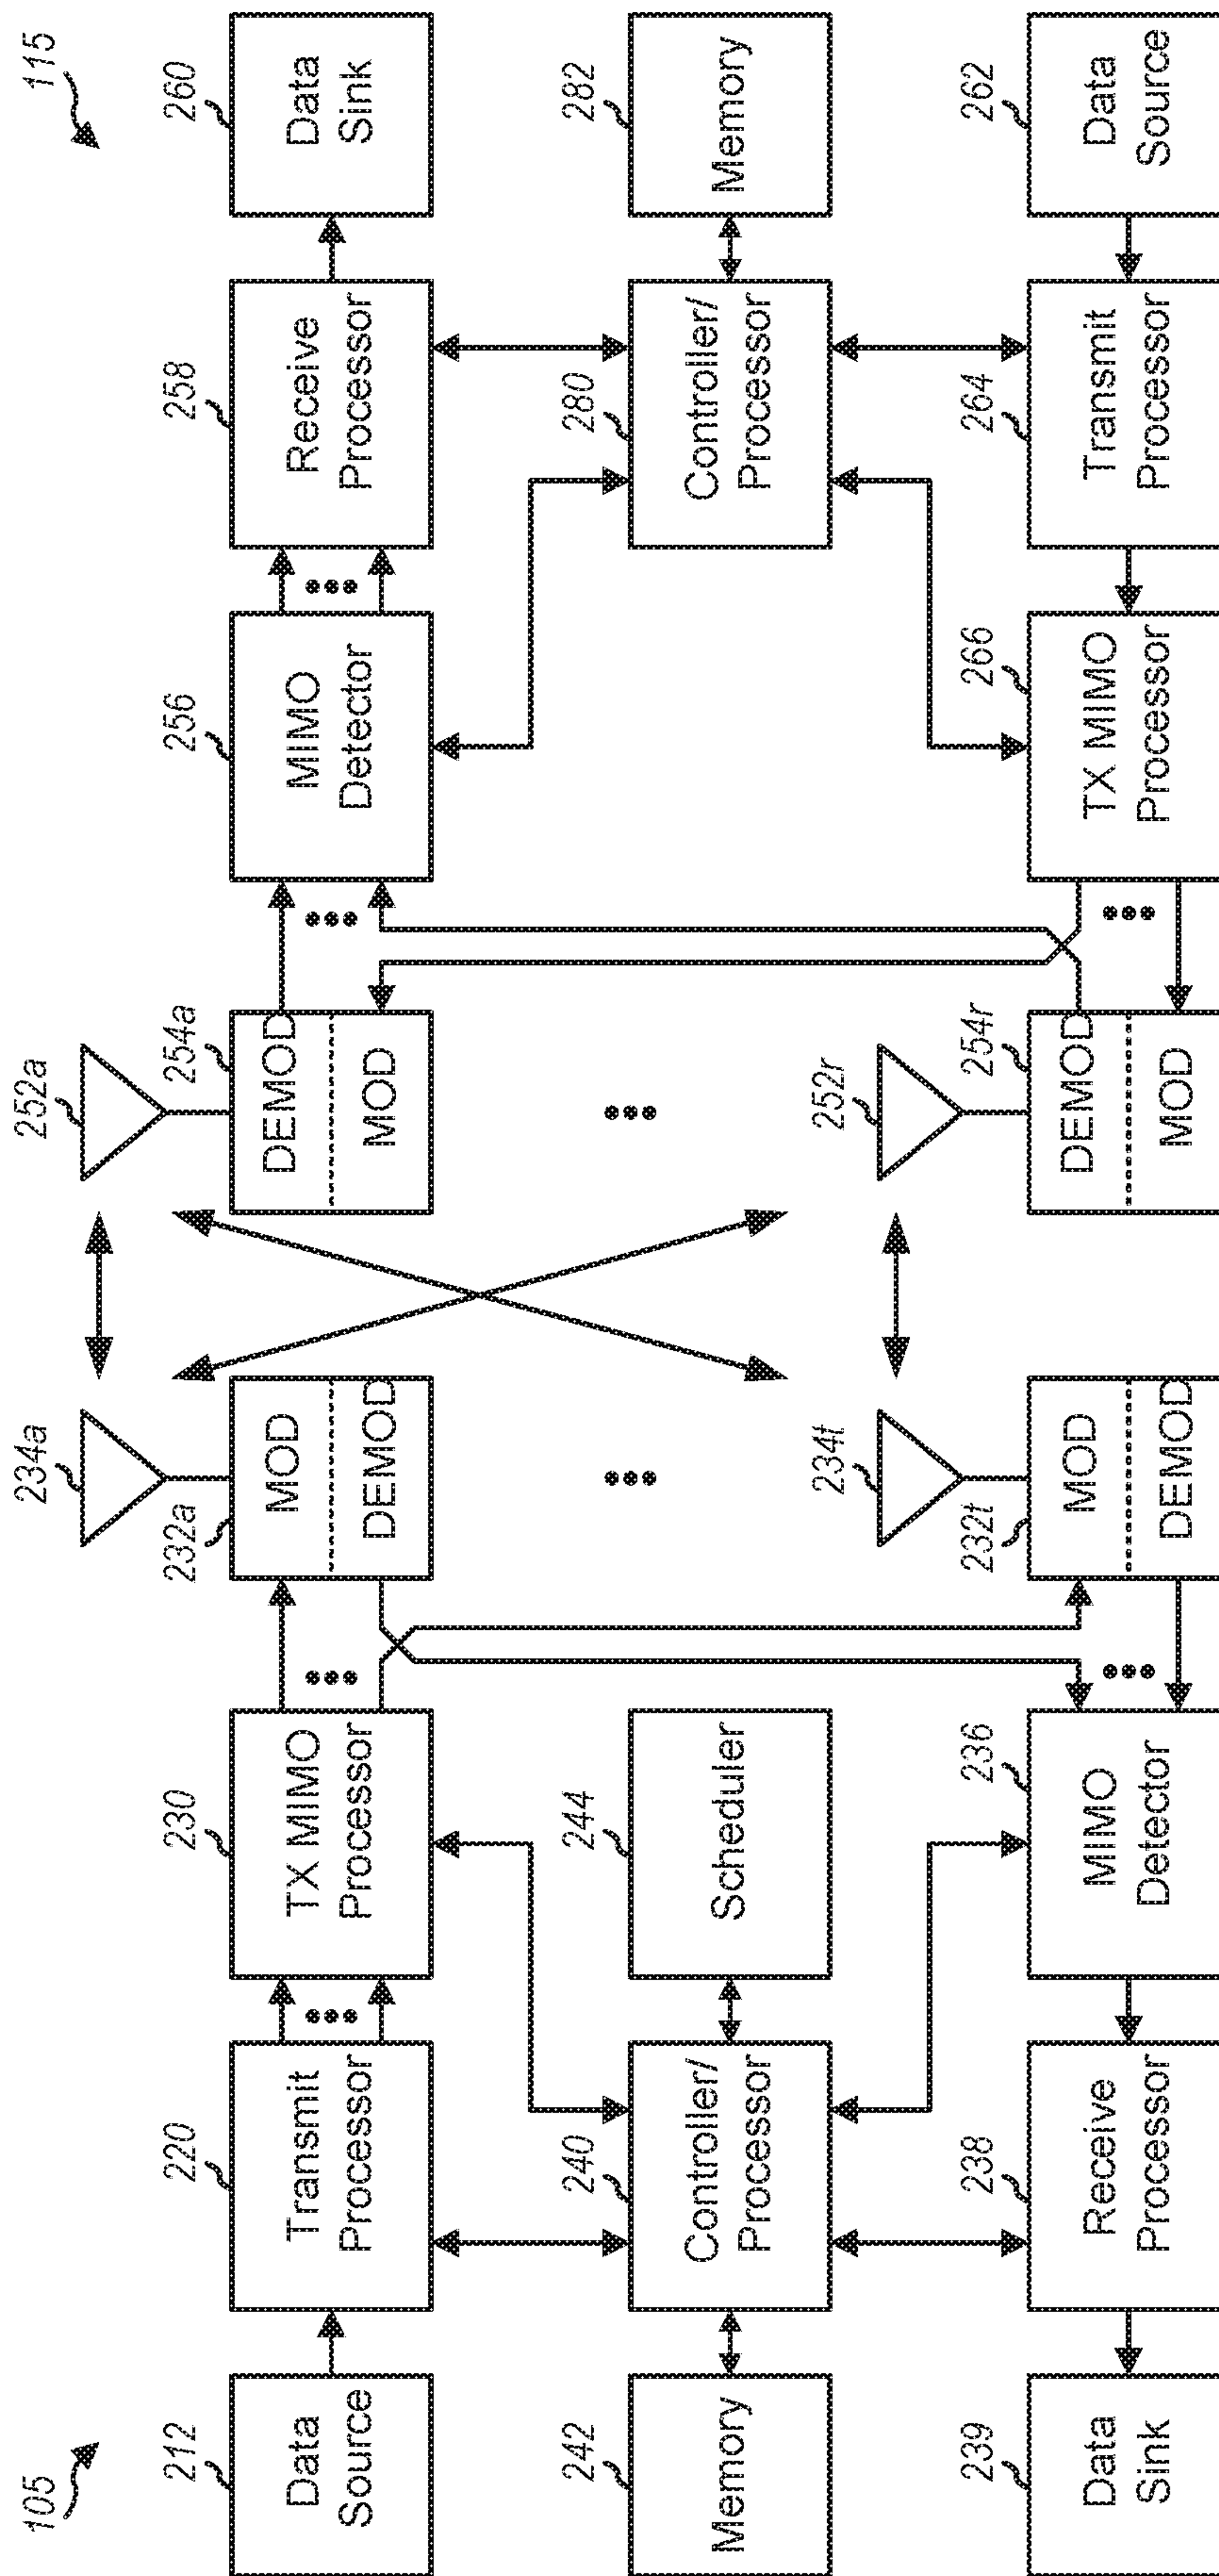 105
234a
252a
115
212
220
230
232a
254a
256
258
260
Data
Source
Transmit
Processor
TX MIMO
Processor
MOD
DEMOD
DEMOD
MOD
MIMO
Detector
Receive
Processor
Data
Sink
242
240
244
280
282
Memory
Controller/
Processor
Scheduler
Controller/
Processor
Memory
234t
252r
239
238
236
232t
254r
266
264
262
Data
Sink
Receive
Processor
MIMO
Detector
MOD
DEMOD
DEMOD
MOD
TX MIMO
Processor
Transmit
Processor
Data
Source